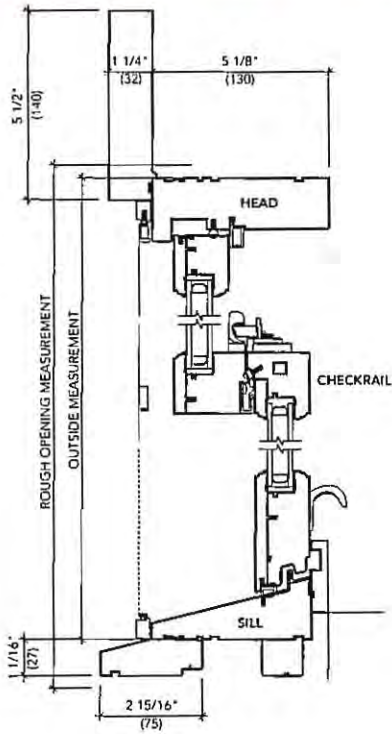 1 1/4"
(32)
5 1/8"
(130)
5 1/2"
(140)
HEAD
CHECKRAIL
ROUGH OPENING MEASUREMENT
OUTSIDE MEASUREMENT
SILL
1 1/16"
(27)
2 15/16"
(75)